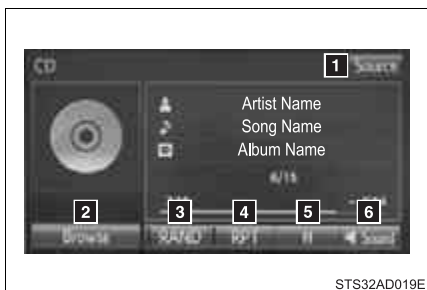 CD
1 Source
Artist Name
Song Name
Album Name
6/16
2 3 4 5 6
Browse RAND RPT Sound
STS32AD019E